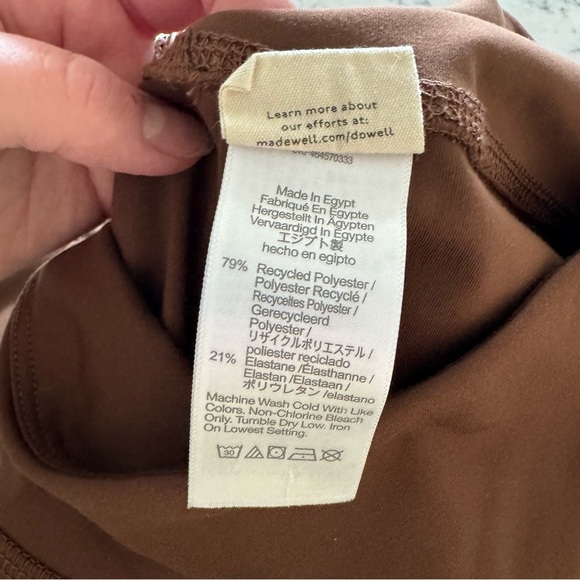 Learn more about
our efforts at:
madewell.com/dowell
Made In Egypt
Fabriqué En Égypte
Hergestellt In Ägypten
Vervaardigd In Egypte
エジプト製
hecho en egipto
79% Recycled Polyester /
Polyester Recyclé /
Recyceltes Polyester /
Gerecycleerd
Polyester /
リサイクルポリエステル /
poliester reciclado
21% Elastane /Élasthanne /
Elastan /Elastaan /
ポリウレタン /elastano
Machine Wash Cold With Like
Colors. Non-Chlorine Bleach
Only. Tumble Dry Low. Iron
On Lowest Setting.
30